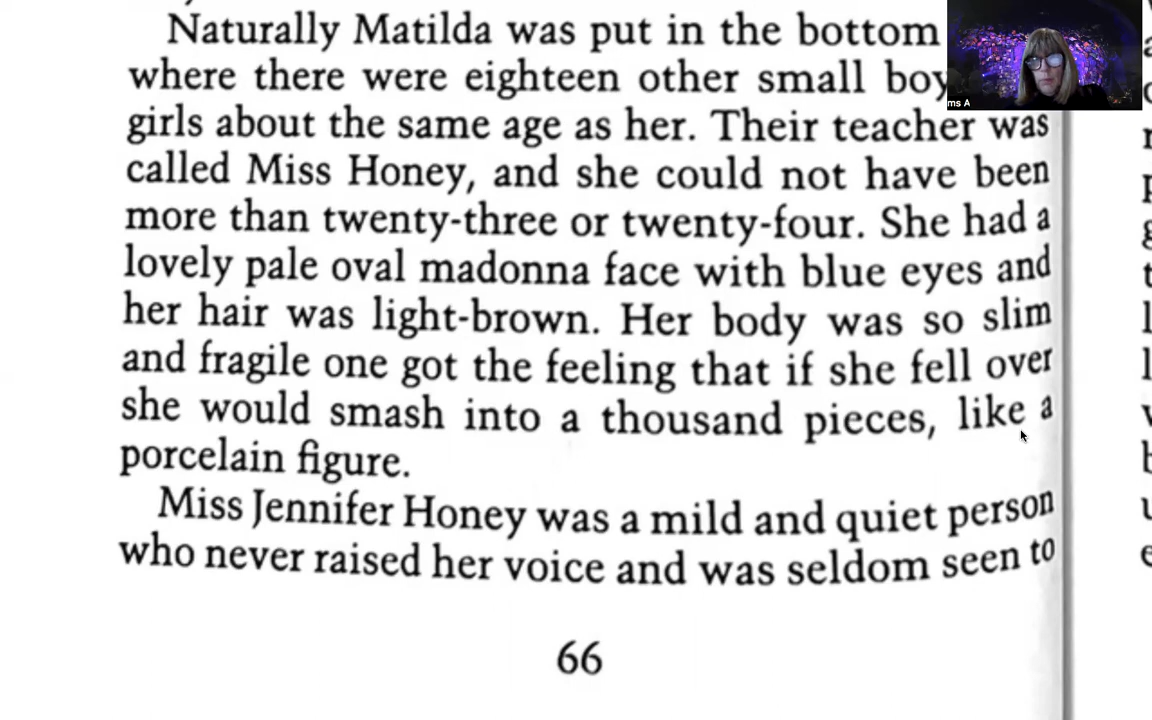 Naturally Matilda was put in the bottom
where there were eighteen other small boy
girls about the same age as her. Their teacher was
called Miss Honey, and she could not have been
more than twenty-three or twenty-four. She had a
lovely pale oval madonna face with blue eyes and
her hair was light-brown. Her body was so slim
and fragile one got the feeling that if she fell over
she would smash into a thousand pieces, like a
porcelain figure.
Miss Jennifer Honey was a mild and quiet person
who never raised her voice and was seldom seen to
66
ms A